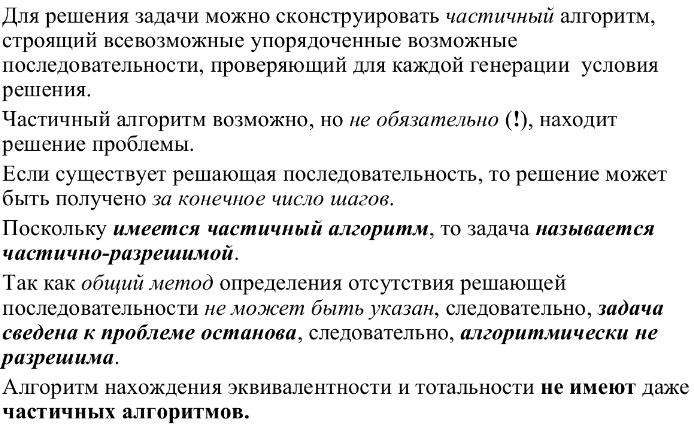 Для решения задачи можно сконструировать частичный алгоритм,
строящий всевозможные упорядоченные возможные
последовательности, проверяющий для каждой генерации условия
решения.
Частичный алгоритм возможно, но не обязательно (!), находит
решение проблемы.
Если существует решающая последовательность, то решение может
быть получено за конечное число шагов.
Поскольку имеется частичный алгоритм, то задача называется
частично-разрешимой.
Так как общий метод определения отсутствия решающей
последовательности не может быть указан, следовательно, задача
сведена к проблеме останова, следовательно, алгоритмически не
разрешима.
Алгоритм нахождения эквивалентности и тотальности не имеют даже
частичных алгоритмов.